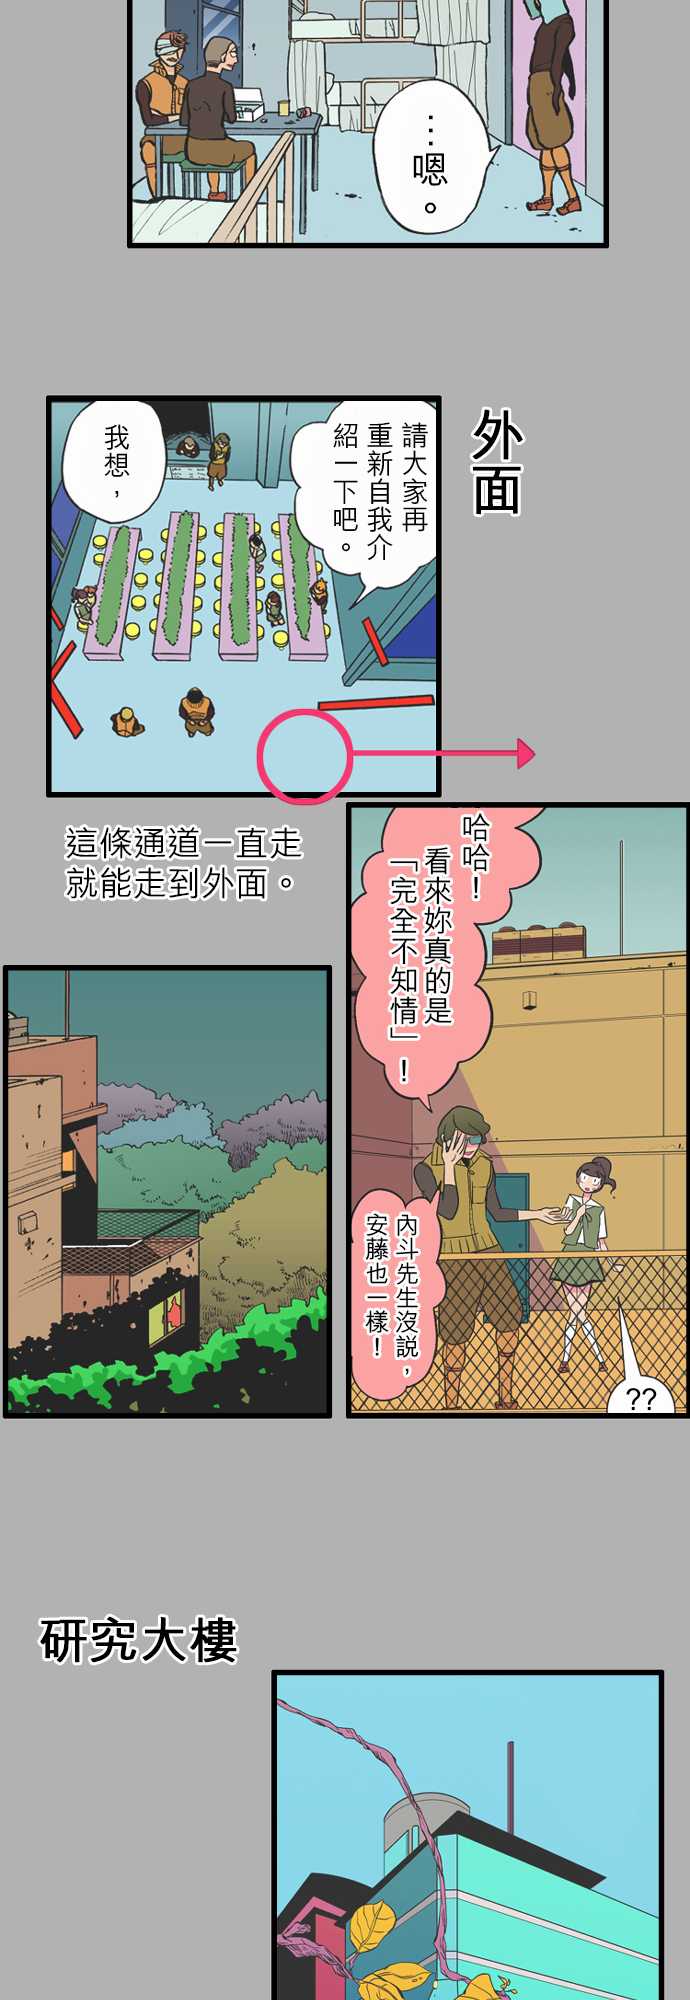 …嗯。
外面
請大家再
重新自我介
紹一下吧。
我想，
這條通道一直走
就能走到外面。
哈哈！
看來妳真的是
「完全不知情」！
內斗先生沒說，
安藤也一樣！
??
研究大樓